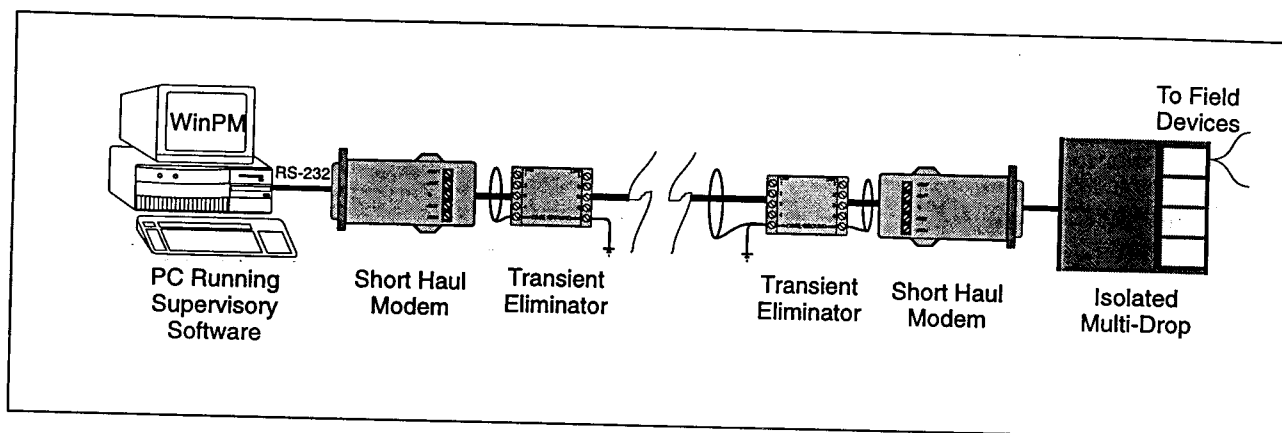 WinPM
RS-232
To Field
Devices
PC Running
Supervisory
Software
Short Haul
Modem
Transient
Eliminator
Transient
Eliminator
Short Haul
Modem
Isolated
Multi-Drop